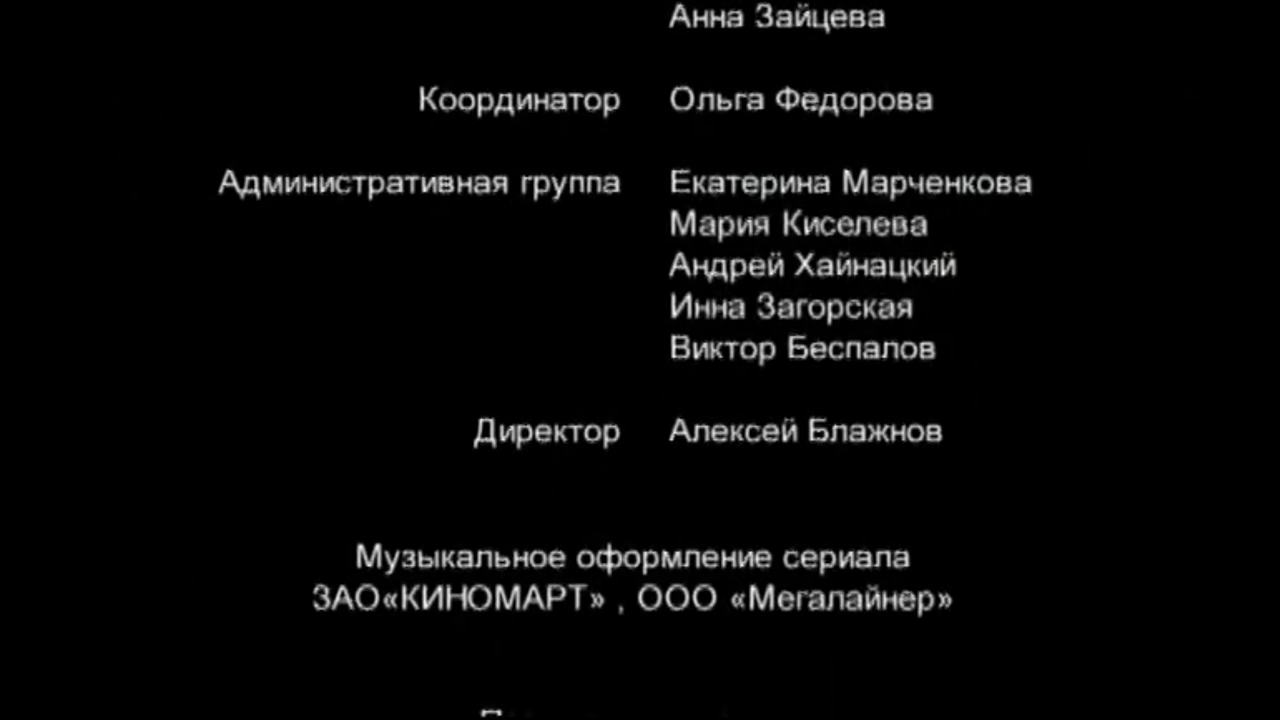 Анна Зайцева
Координатор Ольга Федорова
Административная группа Екатерина Марченкова
Мария Киселева
Андрей Хайнацкий
Инна Загорская
Виктор Беспалов
Директор Алексей Блажнов
Музыкальное оформление сериала
ЗАО«КИНОМАРТ» , ООО «Мегалайнер»